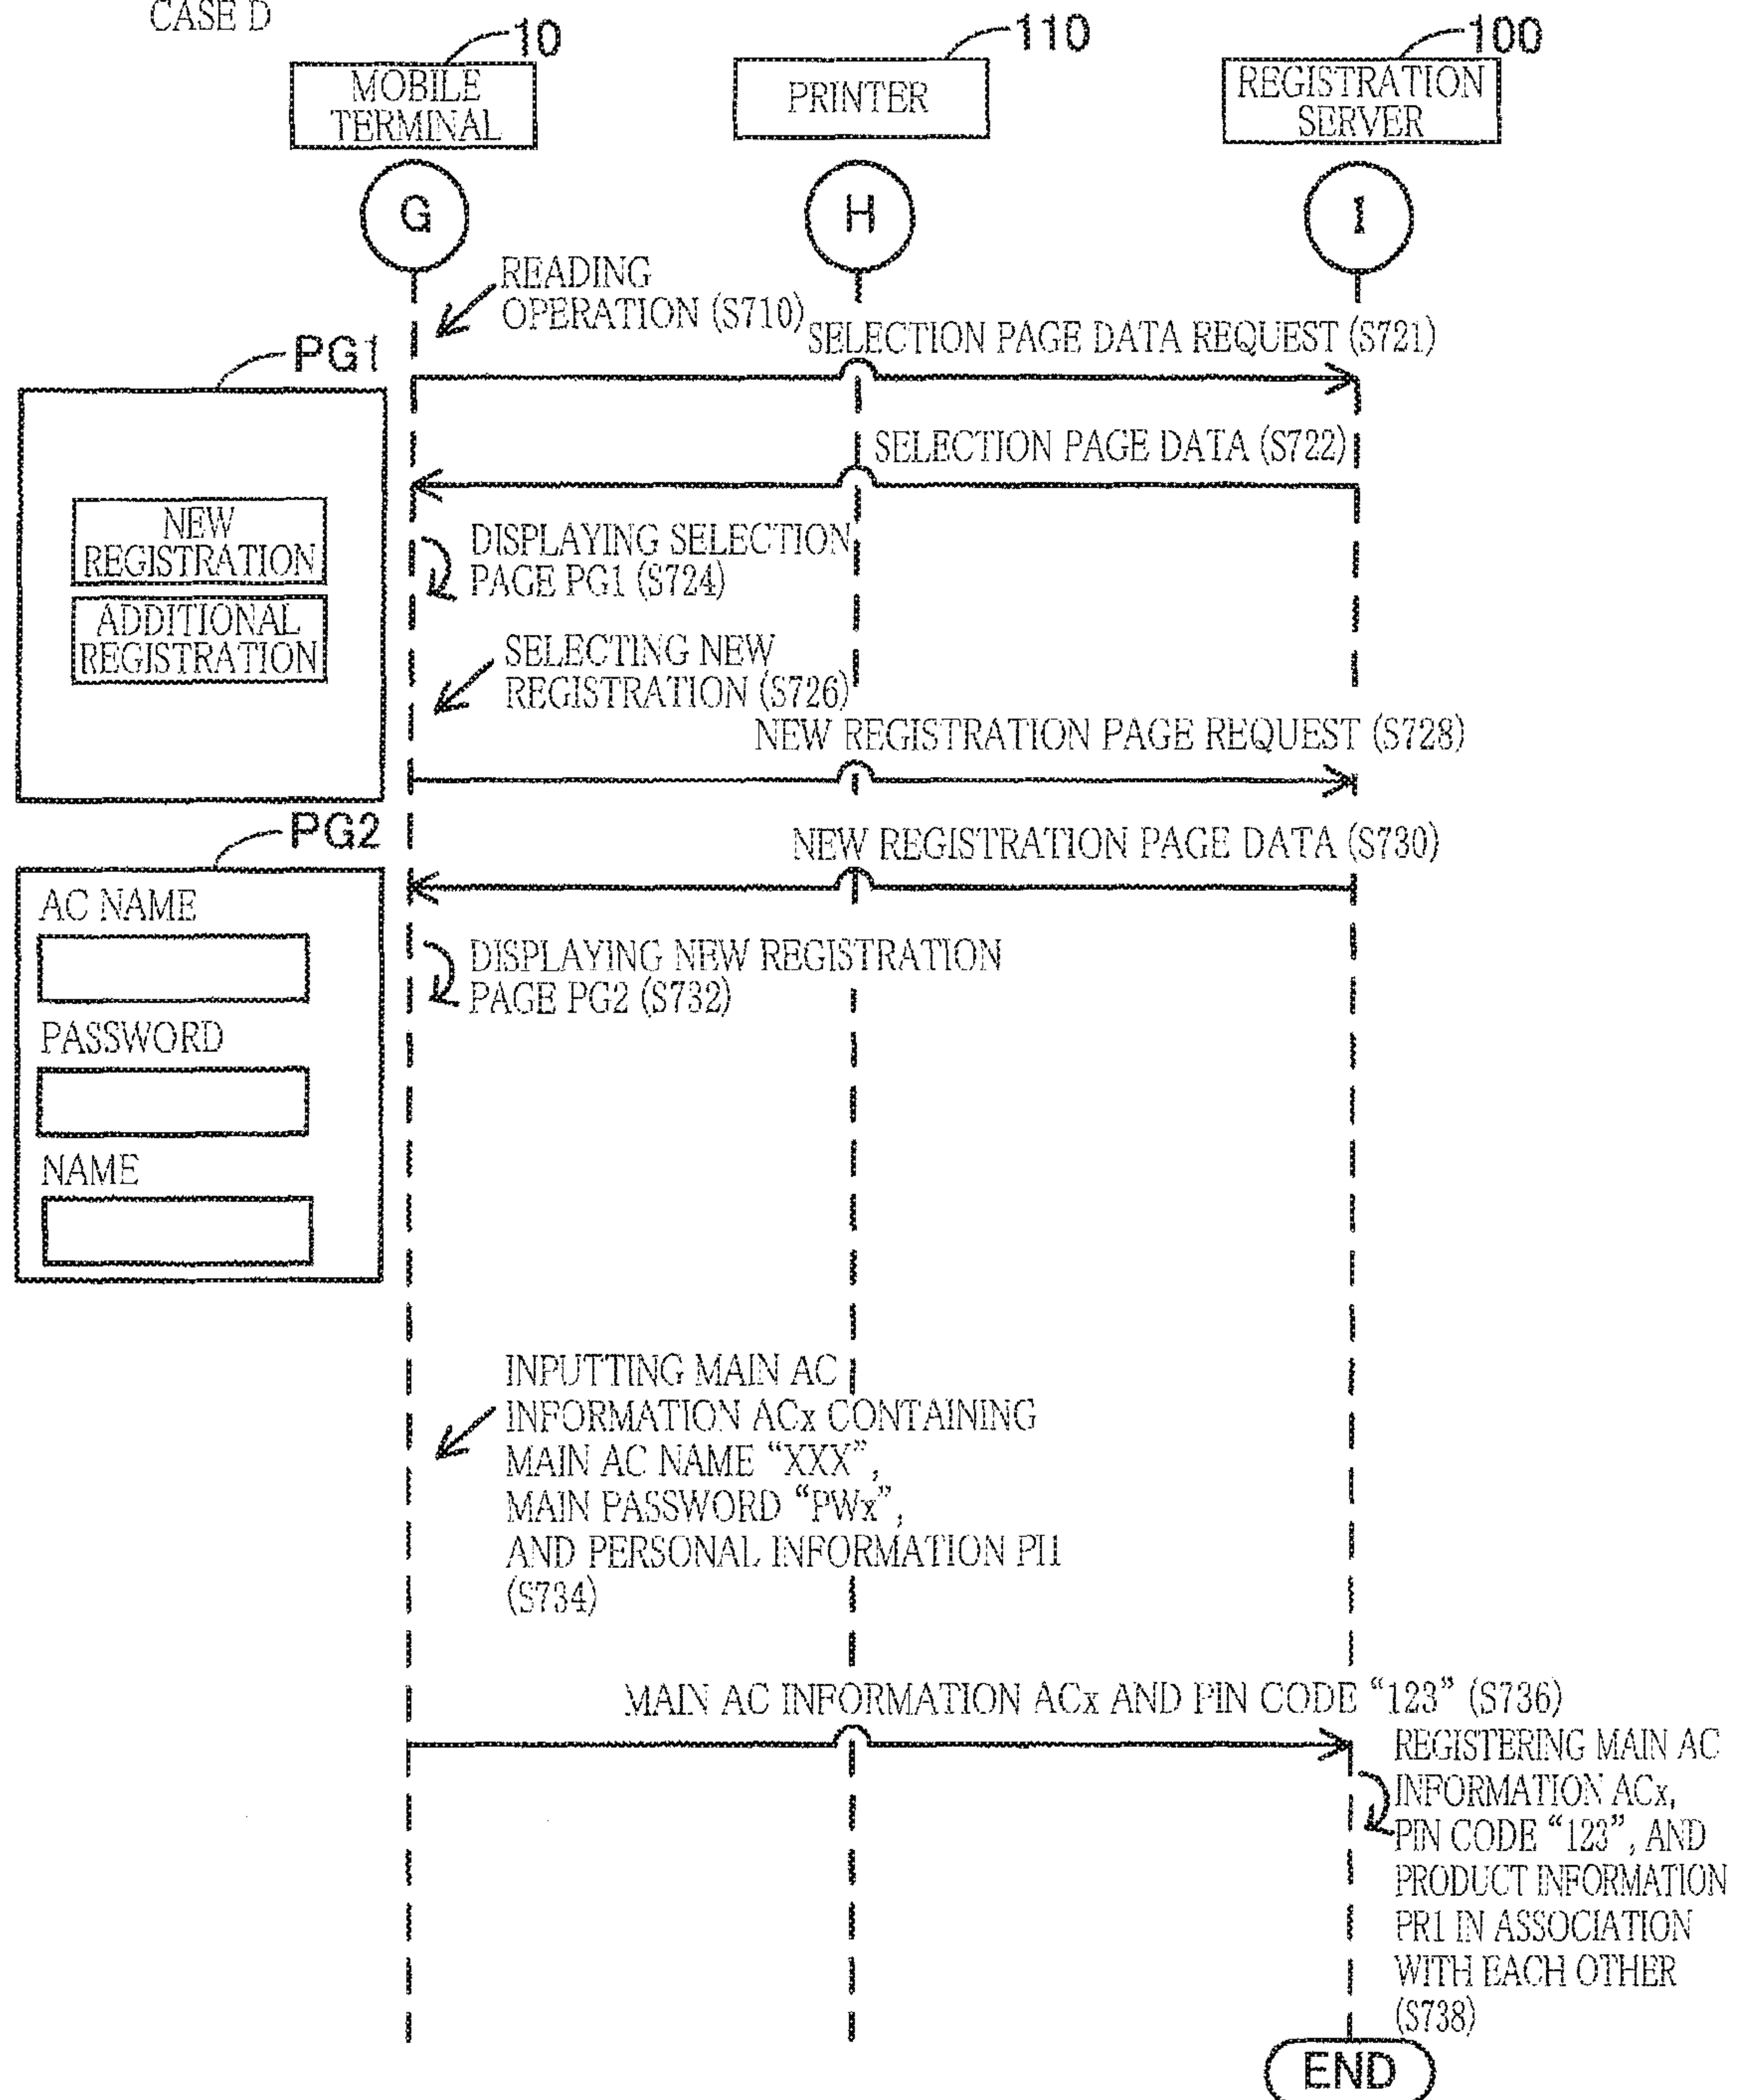 CASE D
10
110
100
MOBILE
TERMINAL
PRINTER
REGISTRATION
SERVER
G
H
I
READING
OPERATION (S710)
SELECTION PAGE DATA REQUEST (S721)
PG1
SELECTION PAGE DATA (S722)
NEW
REGISTRATION
ADDITIONAL
REGISTRATION
DISPLAYING SELECTION
PAGE PG1 (S724)
SELECTING NEW
REGISTRATION (S726)
NEW REGISTRATION PAGE REQUEST (S728)
PG2
NEW REGISTRATION PAGE DATA (S730)
AC NAME
PASSWORD
NAME
DISPLAYING NEW REGISTRATION
PAGE PG2 (S732)
INPUTTING MAIN AC
INFORMATION ACx CONTAINING
MAIN AC NAME “XXX”,
MAIN PASSWORD “PWx”,
AND PERSONAL INFORMATION PI1
(S734)
MAIN AC INFORMATION ACx AND PIN CODE “123” (S736)
REGISTERING MAIN AC
INFORMATION ACx,
PIN CODE “123”, AND
PRODUCT INFORMATION
PR1 IN ASSOCIATION
WITH EACH OTHER
(S738)
END